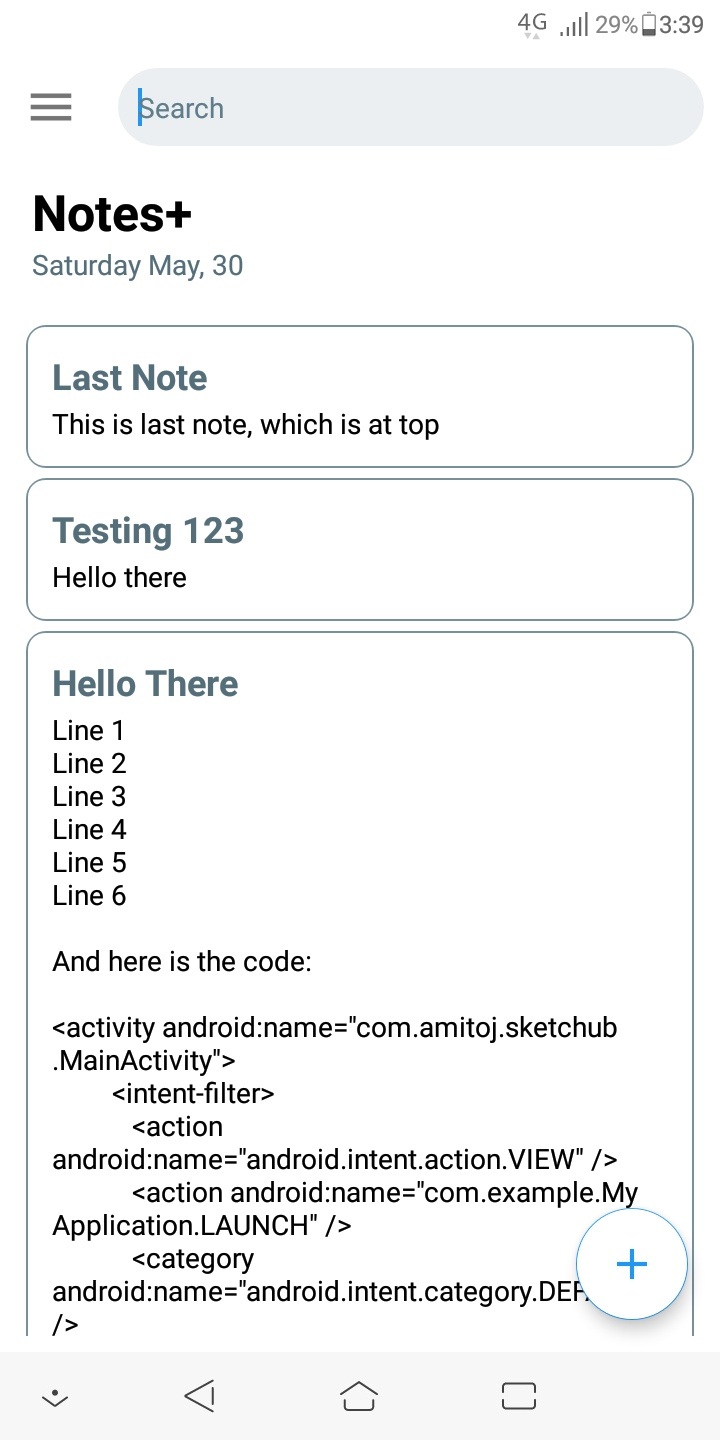 4G 29% 3:39
Search
Notes+
Saturday May, 30
Last Note
This is last note, which is at top
Testing 123
Hello there
Hello There
Line 1
Line 2
Line 3
Line 4
Line 5
Line 6
And here is the code:
<activity android:name="com.amitoj.sketchub
.MainActivity">
<intent-filter>
<action
android:name="android.intent.action.VIEW" />
<action android:name="com.example.My
Application.LAUNCH" />
<category
android:name="android.intent.category.
/>